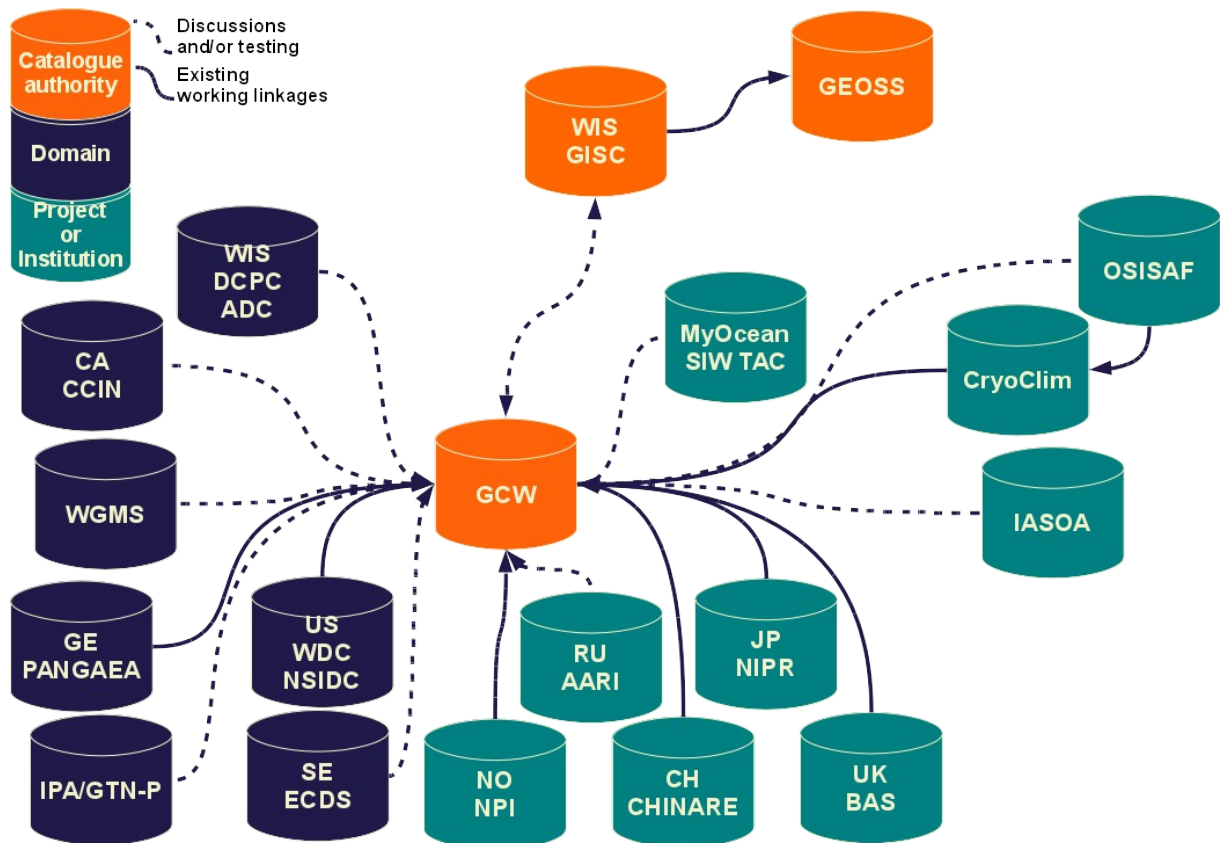 Discussions
and/or testing
Catalogue
authority
Existing
working linkages
Domain
Project
or
Institution
GEOSS
WIS
GISC
WIS
DCPC
ADC
OSISAF
MyOcean
SIW TAC
CA
CCIN
CryoClim
GCW
WGMS
IASOA
GE
PANGAEA
US
WDC
NSIDC
RU
AARI
JP
NIPR
IPA/GTN-P
SE
ECDS
NO
NPI
CH
CHINARE
UK
BAS